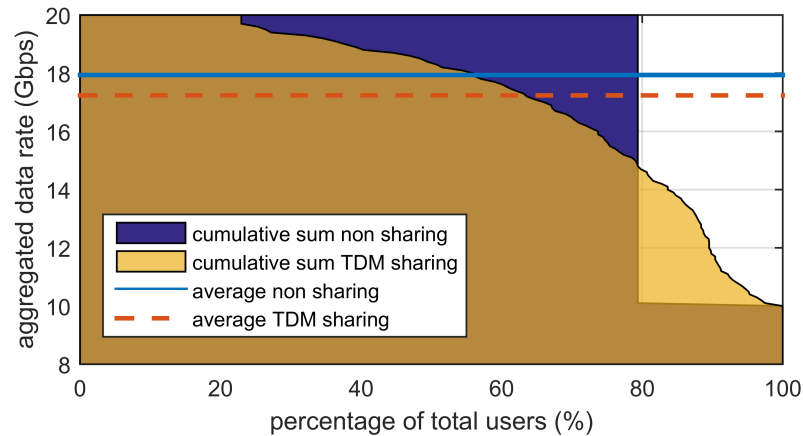 aggregated data rate (Gbps)
20
18
16
14
12
10
8
cumulative sum non sharing
cumulative sum TDM sharing
average non sharing
average TDM sharing
0 20 40 60 80 100
percentage of total users (%)